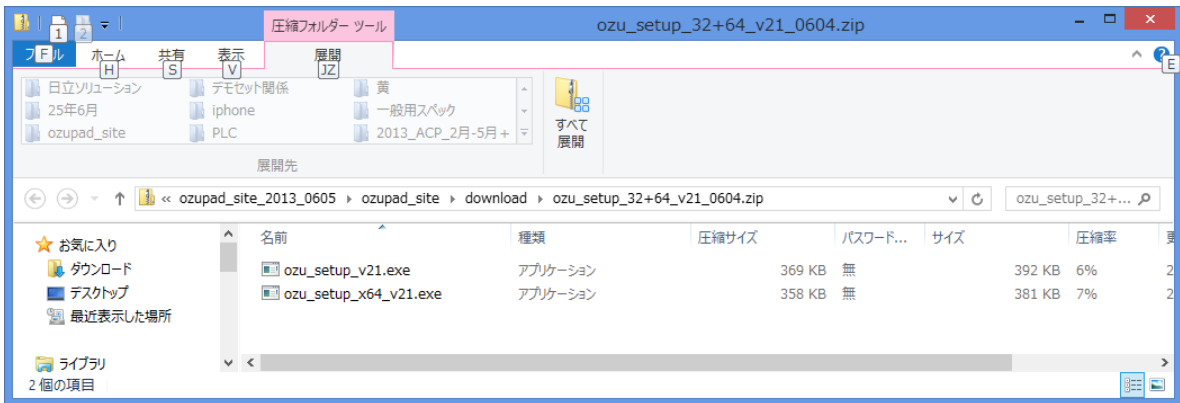 圧縮フォルダー ツール
ozu_setup_32+64_v21_0604.zip
1 2
ファイル ホーム 共有 表示 展開
F H S V JZ E
日立ソリューション デモセット関係 黄
25年6月 iphone 一般用スペック
ozupad_site PLC 2013_ACP_2月-5月+
すべて
展開
展開先
« ozupad_site_2013_0605 ozupad_site download ozu_setup_32+64_v21_0604.zip
ozu_setup_32+...
お気に入り
ダウンロード
デスクトップ
最近表示した場所
ライブラリ
名前 種類 圧縮サイズ パスワード... サイズ 圧縮率
ozu_setup_v21.exe アプリケーション 369 KB 無 392 KB 6% 2
ozu_setup_x64_v21.exe アプリケーション 358 KB 無 381 KB 7% 2
2 個の項目